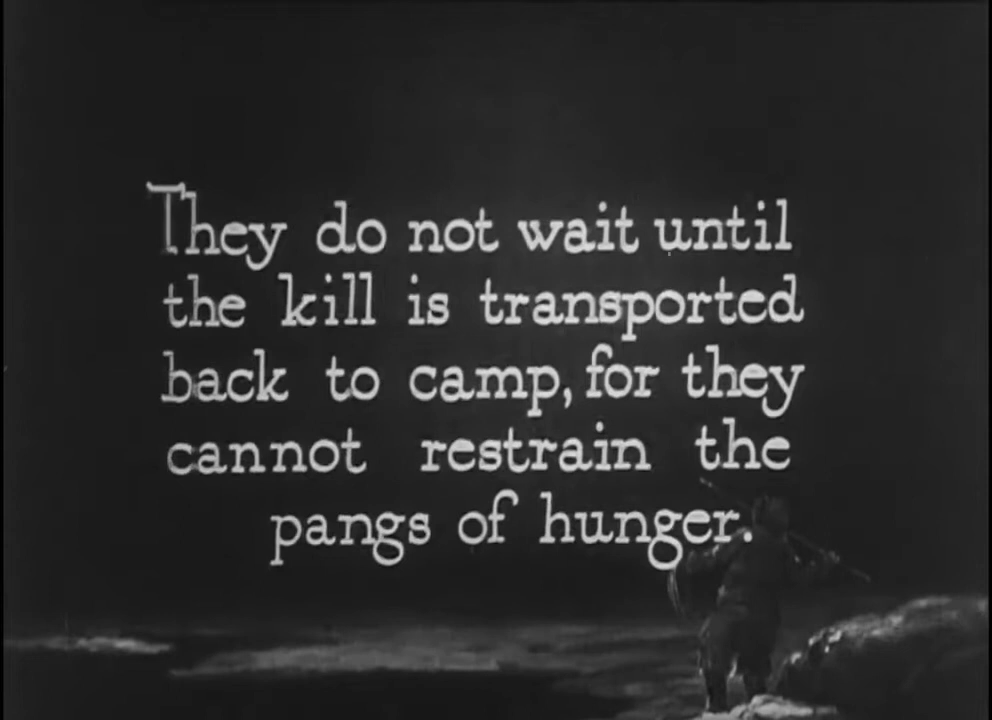 They do not wait until
the kill is transported
back to camp, for they
cannot restrain the
pangs of hunger.